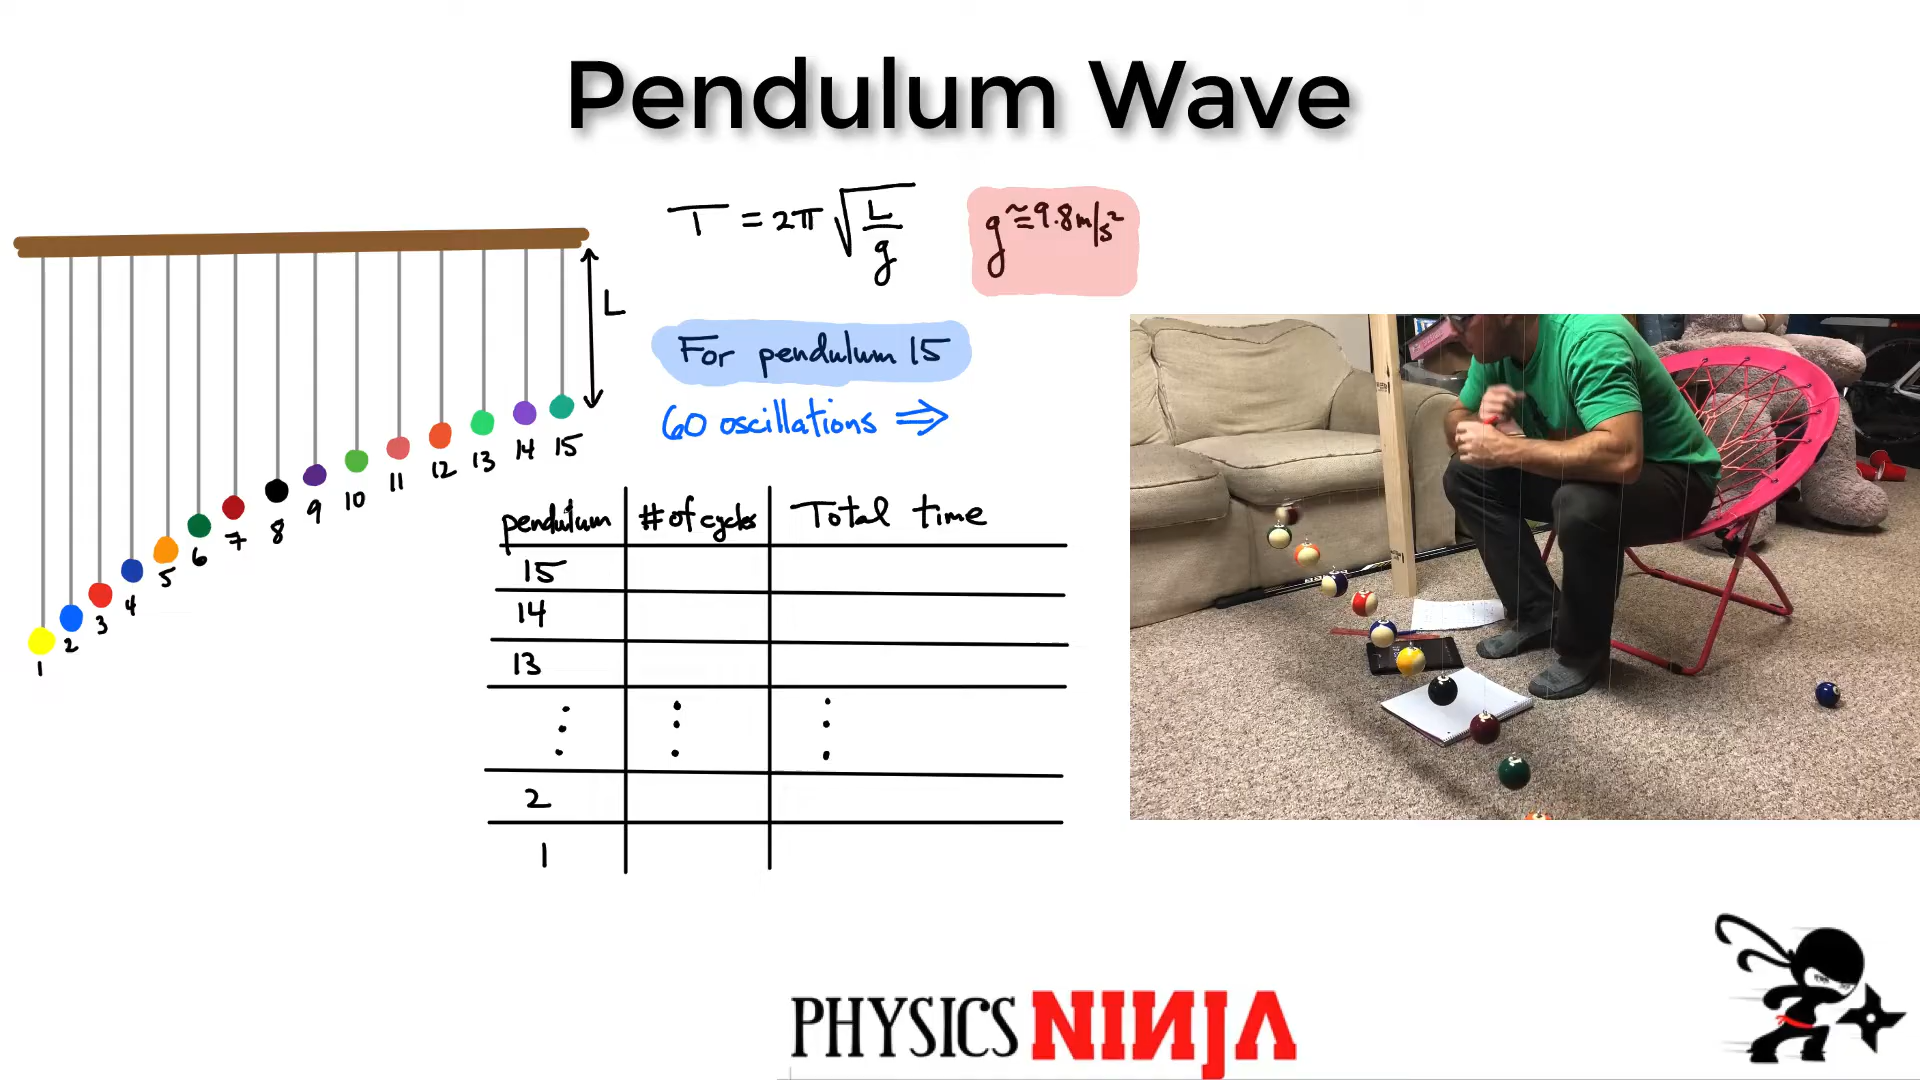 Pendulum Wave
T = 2π √(L/g)
g ≅ 9.8 m/s²
L
For pendulum 15
60 oscillations ⇒
1 2 3 4 5 6 7 8 9 10 11 12 13 14 15
pendulum # of cycles Total time
15
14
13
2
1
PHYSICS NINJA